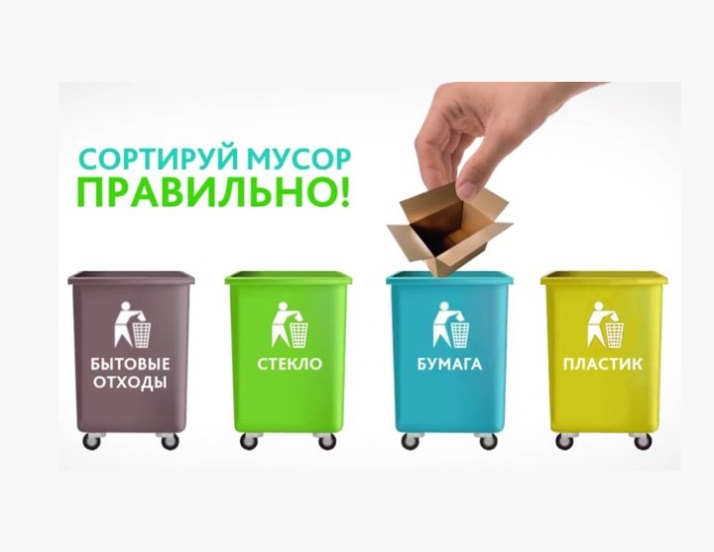 СОРТИРУЙ МУСОР
ПРАВИЛЬНО!
БЫТОВЫЕ
ОТХОДЫ
СТЕКЛО
БУМАГА
ПЛАСТИК